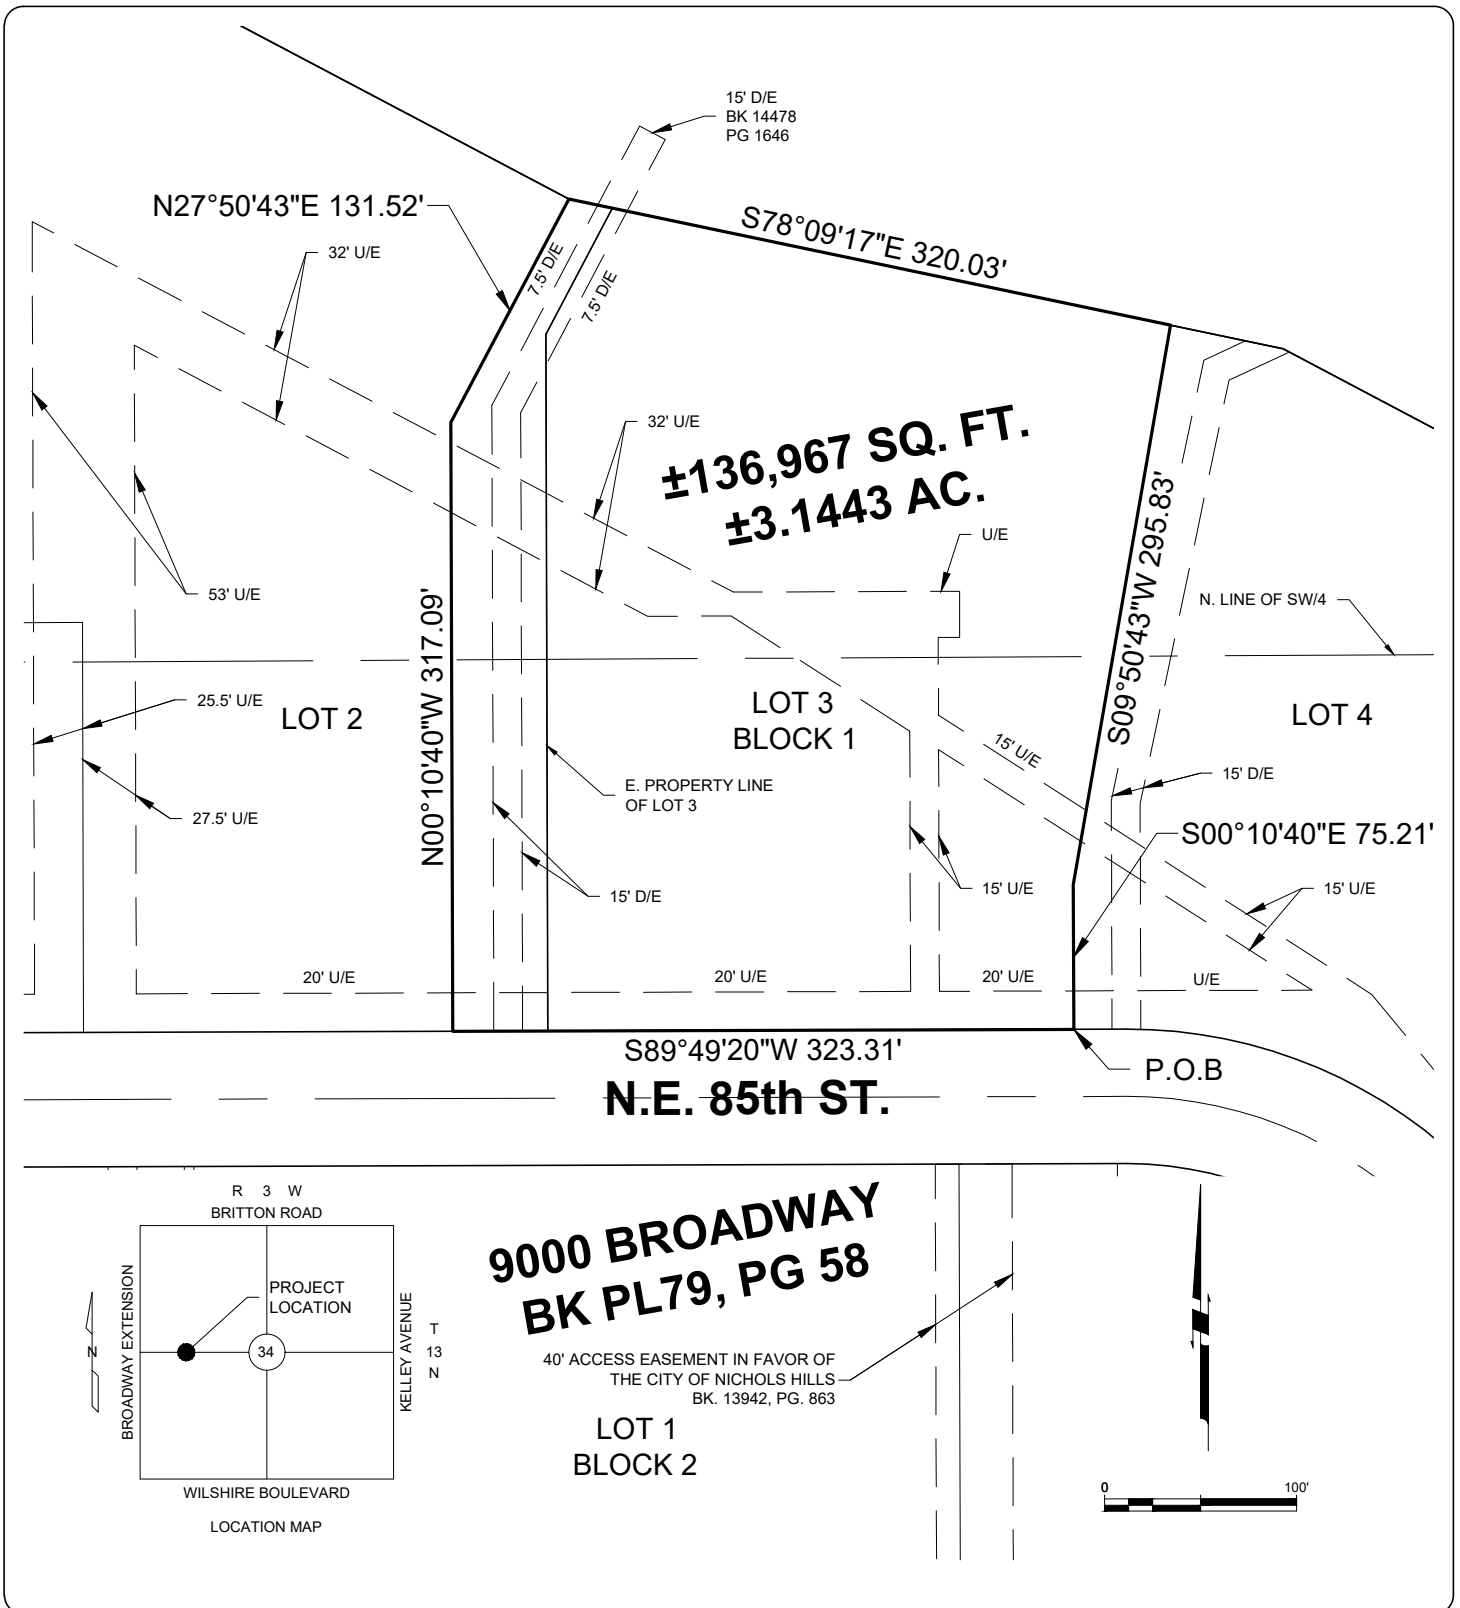 15' D/E
BK 14478
PG 1646
N27°50'43"E 131.52'
S78°09'17"E 320.03'
32' U/E
7.5' D/E
7.5' D/E
32' U/E
±136,967 SQ. FT.
±3.1443 AC.
U/E
53' U/E
N. LINE OF SW/4
S09°50'43"W 295.83'
N00°10'40"W 317.09'
25.5' U/E
LOT 2
LOT 3
BLOCK 1
LOT 4
15' U/E
E. PROPERTY LINE
OF LOT 3
15' D/E
27.5' U/E
S00°10'40"E 75.21'
15' D/E
15' U/E
15' U/E
20' U/E
20' U/E
20' U/E
U/E
S89°49'20"W 323.31'
P.O.B
N.E. 85th ST.
R 3 W
BRITTON ROAD
PROJECT
LOCATION
BROADWAY EXTENSION
KELLEY AVENUE
N
34
T
13
N
WILSHIRE BOULEVARD
LOCATION MAP
9000 BROADWAY
BK PL79, PG 58
40' ACCESS EASEMENT IN FAVOR OF
THE CITY OF NICHOLS HILLS
BK. 13942, PG. 863
LOT 1
BLOCK 2
0 100'